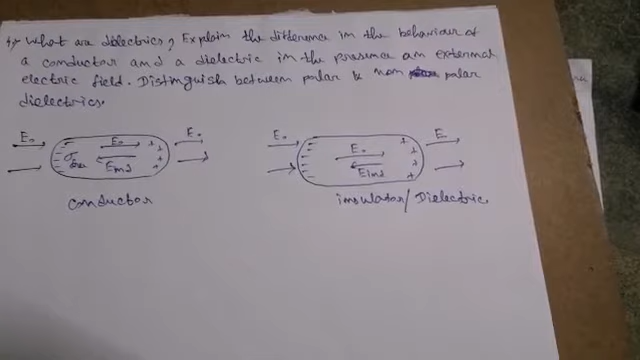 What are dielectrics, Explain the difference in the behaviour of
a conductor and a dielectric in the presence an external
electric field. Distinguish between polar & non polar
dielectrics.
E₀ E₀ E₀ E₀ E₀ E
Eind Eind
conductor insulator/ Dielectric.